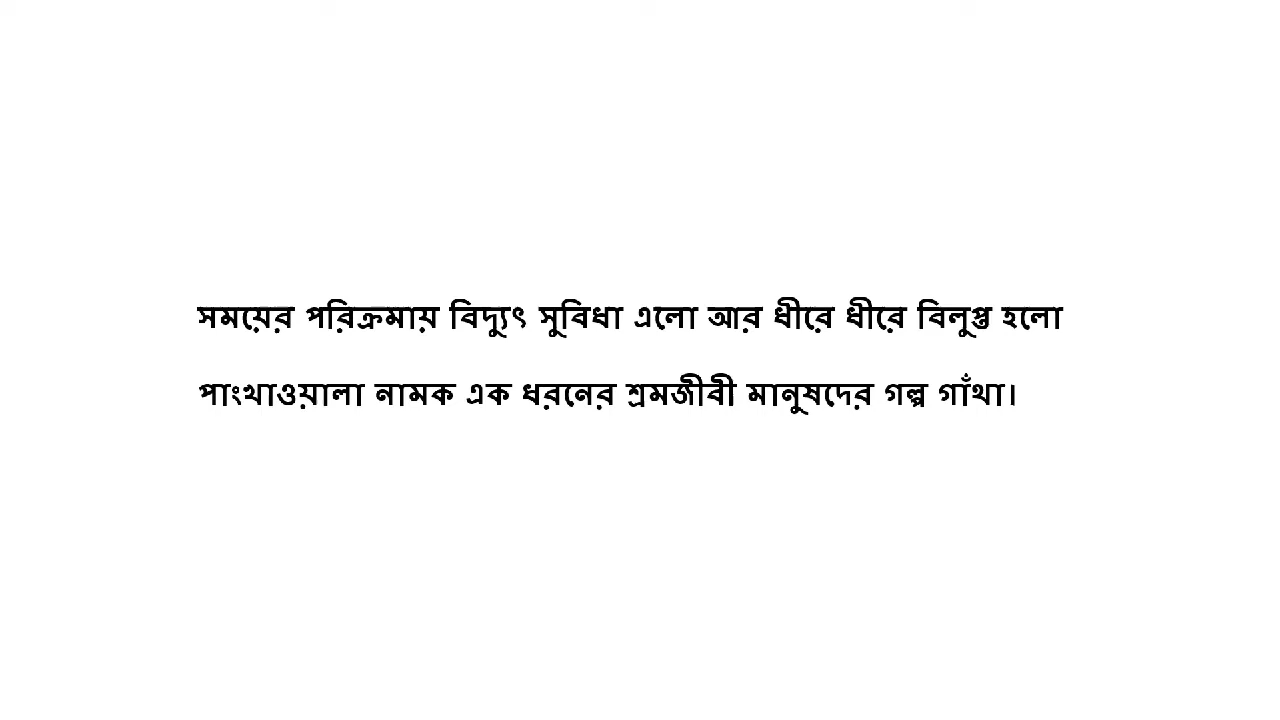 সময়ের পরিক্রমায় বিদ্যুৎ সুবিধা এলো আর ধীরে ধীরে বিলুপ্ত হলো
পাংখাওয়ালা নামক এক ধরনের শ্রমজীবী মানুষদের গল্প গাঁথা।